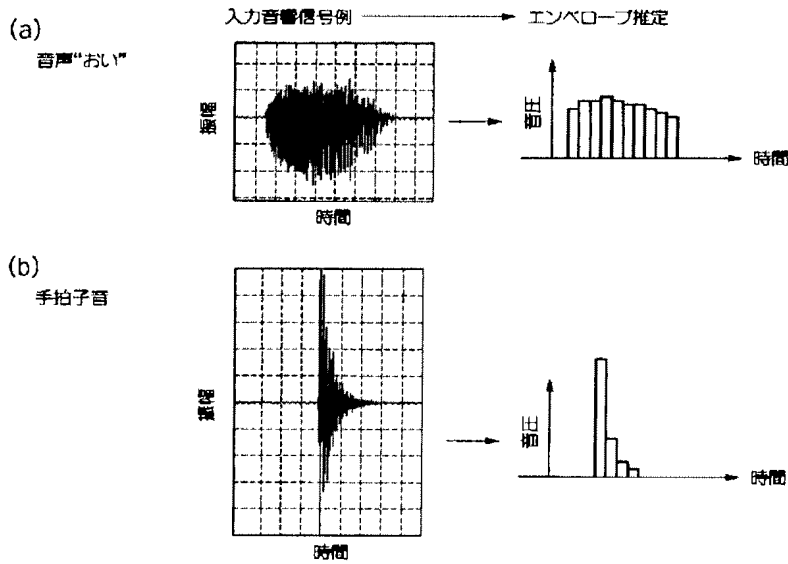 入力音響信号例 エンベロープ推定
(a)
音声“おい”
振幅
時間
音圧
時間
(b)
手拍子音
振幅
時間
音圧
時間